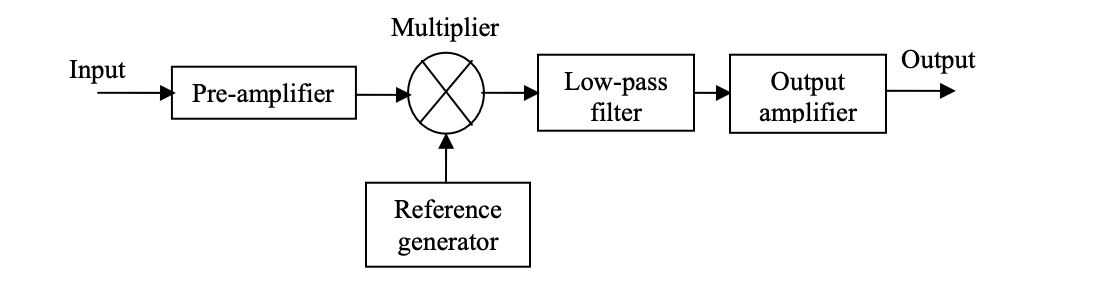 Multiplier
Input
Pre-amplifier
Low-pass
filter
Output
amplifier
Output
Reference
generator